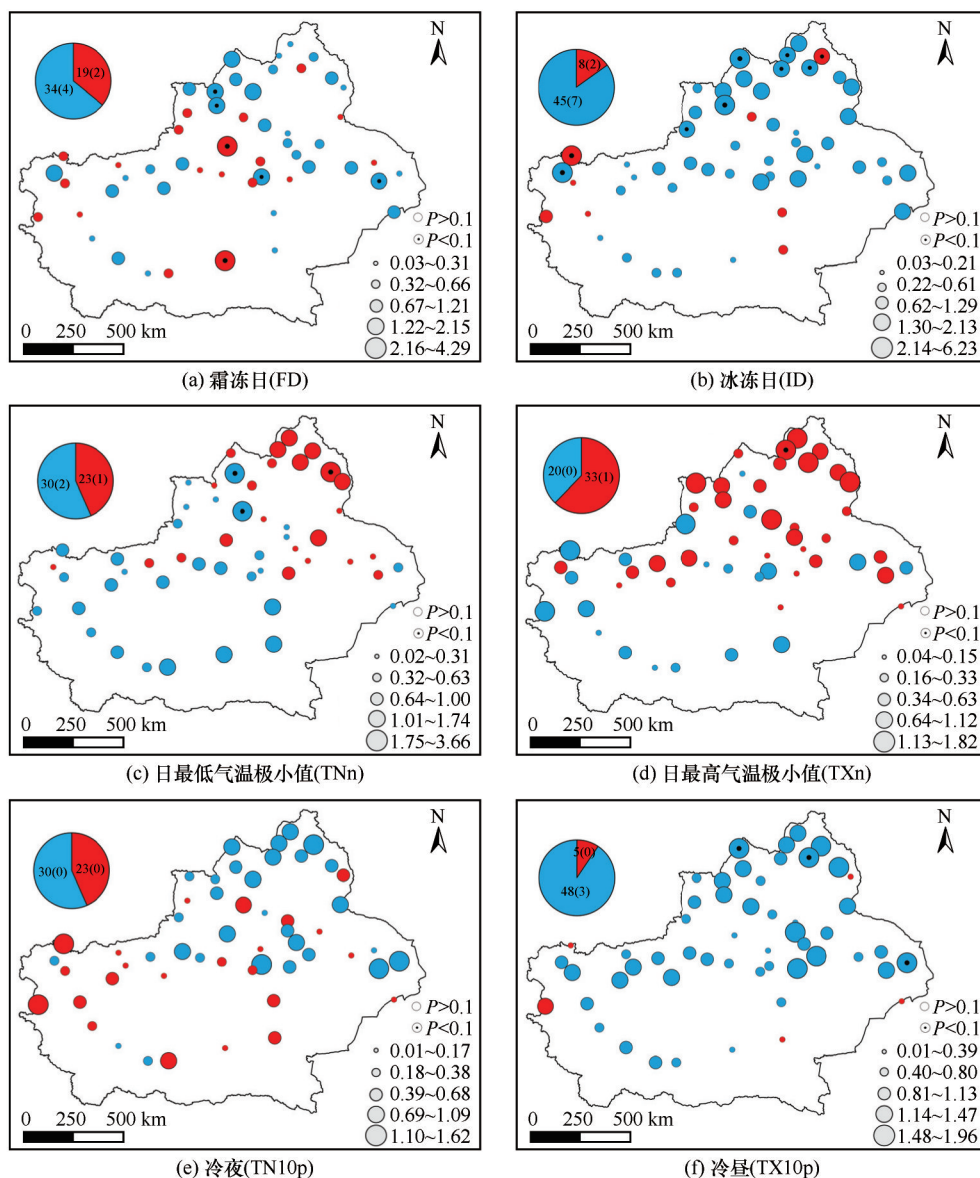 N
19(2)
34(4)
P>0.1
P<0.1
0.03~0.31
0.32~0.66
0.67~1.21
1.22~2.15
2.16~4.29
0 250 500 km
(a) 霜冻日(FD)
N
8(2)
45(7)
P>0.1
P<0.1
0.03~0.21
0.22~0.61
0.62~1.29
1.30~2.13
2.14~6.23
0 250 500 km
(b) 冰冻日(ID)
N
30(2) 23(1)
P>0.1
P<0.1
0.02~0.31
0.32~0.63
0.64~1.00
1.01~1.74
1.75~3.66
0 250 500 km
(c) 日最低气温极小值(TNn)
N
20(0)
33(1)
P>0.1
P<0.1
0.04~0.15
0.16~0.33
0.34~0.63
0.64~1.12
1.13~1.82
0 250 500 km
(d) 日最高气温极小值(TXn)
N
30(0) 23(0)
P>0.1
P<0.1
0.01~0.17
0.18~0.38
0.39~0.68
0.69~1.09
1.10~1.62
0 250 500 km
(e) 冷夜(TN10p)
N
5(0)
48(3)
P>0.1
P<0.1
0.01~0.39
0.40~0.80
0.81~1.13
1.14~1.47
1.48~1.96
0 250 500 km
(f) 冷昼(TX10p)